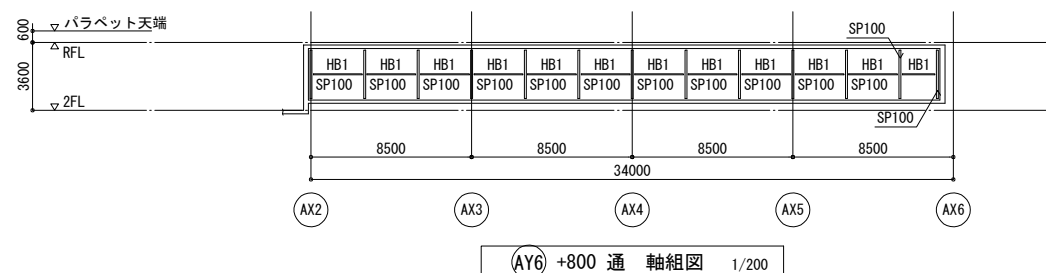 600
パラペット天端
RFL
3600
2FL
SP100
HB1 HB1 HB1 HB1 HB1 HB1 HB1 HB1 HB1 HB1 HB1 HB1
SP100 SP100 SP100 SP100 SP100 SP100 SP100 SP100 SP100 SP100 SP100
SP100
8500 8500 8500 8500
34000
AX2 AX3 AX4 AX5 AX6
AY6 +800 通 軸組図 1/200